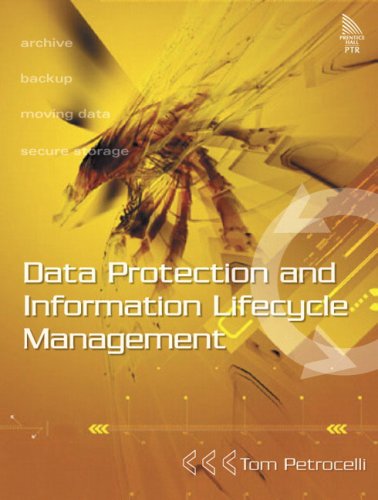 archive
PRENTICE
HALL
PTR
backup
moving data
secure storage
Data Protection and
Information Lifecycle
Management
Tom Petrocelli